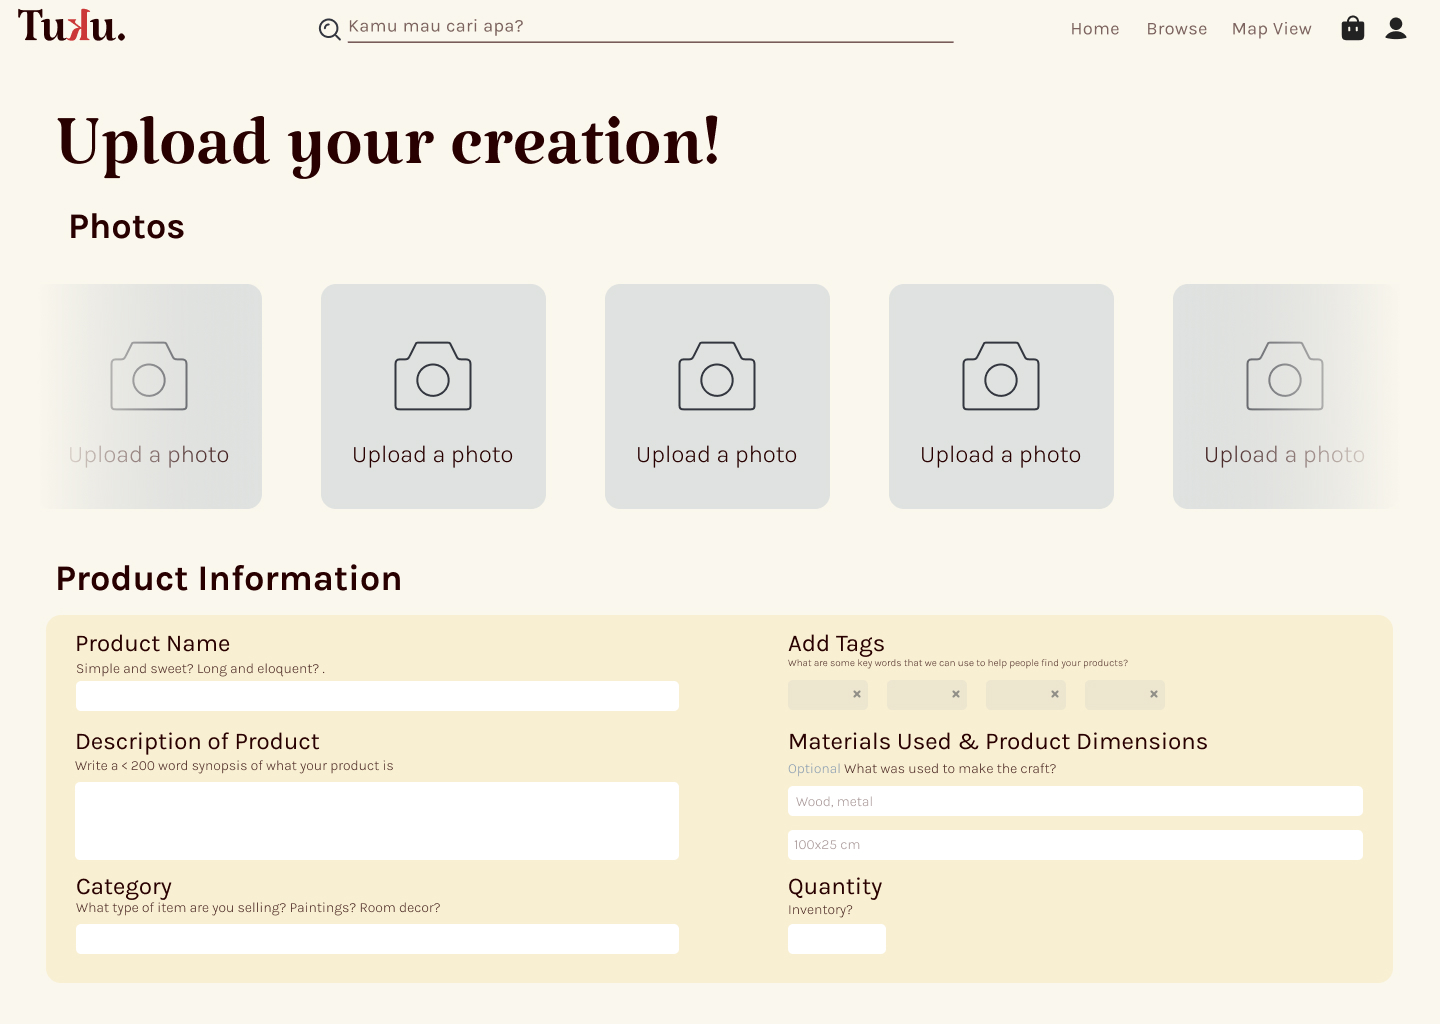 Tuku.
Kamu mau cari apa?
Home
Browse
Map View
Upload your creation!
Photos
Upload a photo
Upload a photo
Upload a photo
Upload a photo
Upload a photo
Product Information
Product Name
Simple and sweet? Long and eloquent? .
Description of Product
Write a < 200 word synopsis of what your product is
Category
What type of item are you selling? Paintings? Room decor?
Add Tags
What are some key words that we can use to help people find your products?
× × × ×
Materials Used & Product Dimensions
Optional What was used to make the craft?
Wood, metal
100x25 cm
Quantity
Inventory?